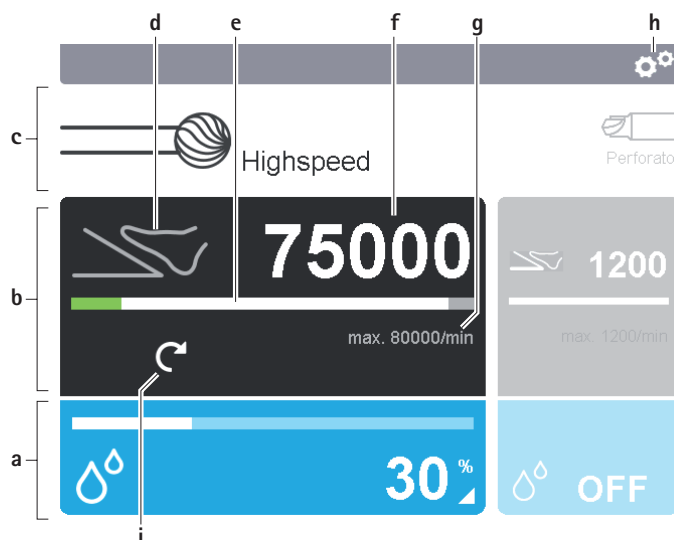 d e f g h
c
Highspeed
Perforato
b
75000
1200
max. 80000/min
max. 1200/min
a
30 %
OFF
i